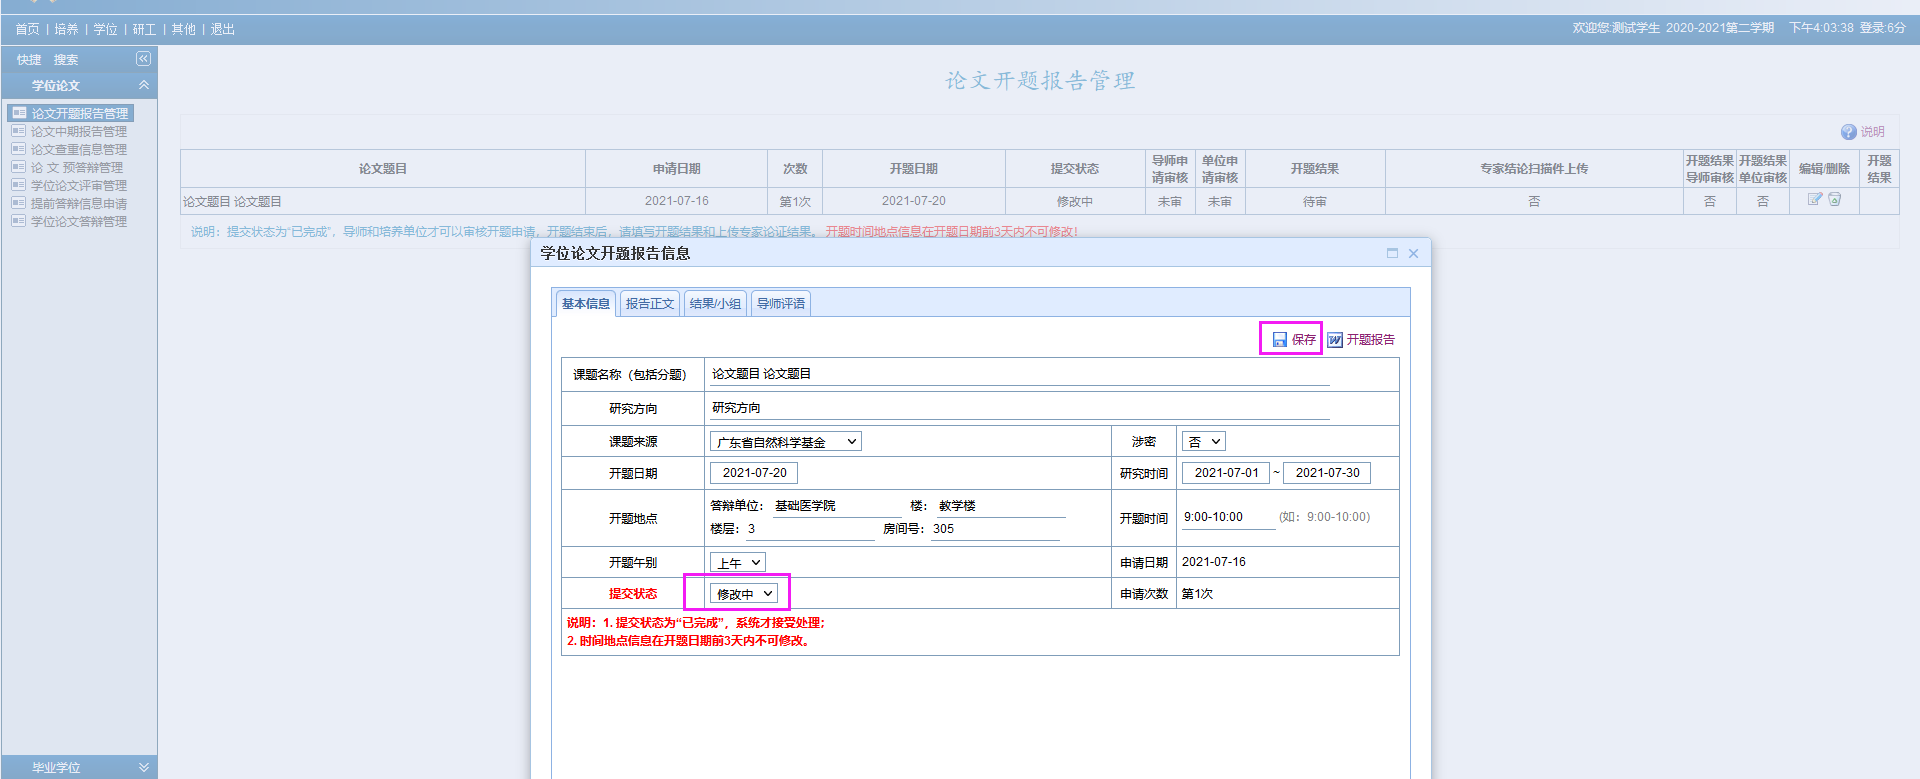 首页 | 培养 | 学位 | 研工 | 其他 | 退出
欢迎您:测试学生 2020-2021第二学期 下午4:03:38 登录:6分
快捷 搜索
学位论文
论文开题报告管理
论文中期报告管理
论文查重信息管理
论 文 预答辩管理
学位论文评审管理
提前答辩信息申请
学位论文答辩管理
毕业学位
论文开题报告管理
说明
论文题目 申请日期 次数 开题日期 提交状态 导师申请审核 单位申请审核 开题结果 专家结论扫描件上传 开题结果导师审核 开题结果单位审核 编辑/删除 开题结果
论文题目 论文题目 2021-07-16 第1次 2021-07-20 修改中 未审 未审 待审 否 否 否
说明：提交状态为“已完成”，导师和培养单位才可以审核开题申请，开题结束后，请填写开题结果和上传专家论证结果。 开题时间地点信息在开题日期前3天内不可修改！
学位论文开题报告信息
基本信息 报告正文 结果/小组 导师评语
保存 开题报告
课题名称（包括分题） 论文题目 论文题目
研究方向 研究方向
课题来源 广东省自然科学基金 涉密 否
开题日期 2021-07-20 研究时间 2021-07-01 ~ 2021-07-30
开题地点 答辩单位： 基础医学院 楼： 教学楼
楼层： 3 房间号： 305
开题时间 9:00-10:00 (如：9:00-10:00)
开题午别 上午 申请日期 2021-07-16
提交状态 修改中 申请次数 第1次
说明：1. 提交状态为“已完成”，系统才接受处理；
2. 时间地点信息在开题日期前3天内不可修改。